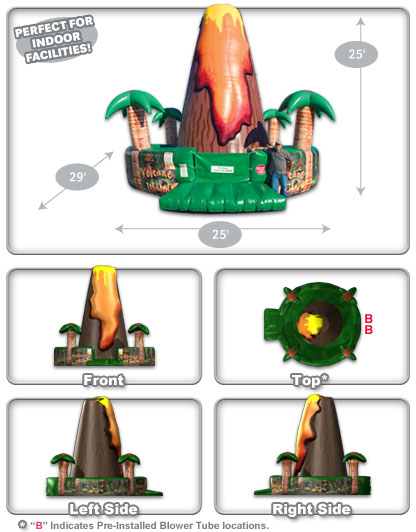 PERFECT FOR
INDOOR
FACILITIES!
25'
29'
Volcano
Island
25'
Front
B
B
Top*
Left Side
Right Side
* "B" Indicates Pre-Installed Blower Tube locations.